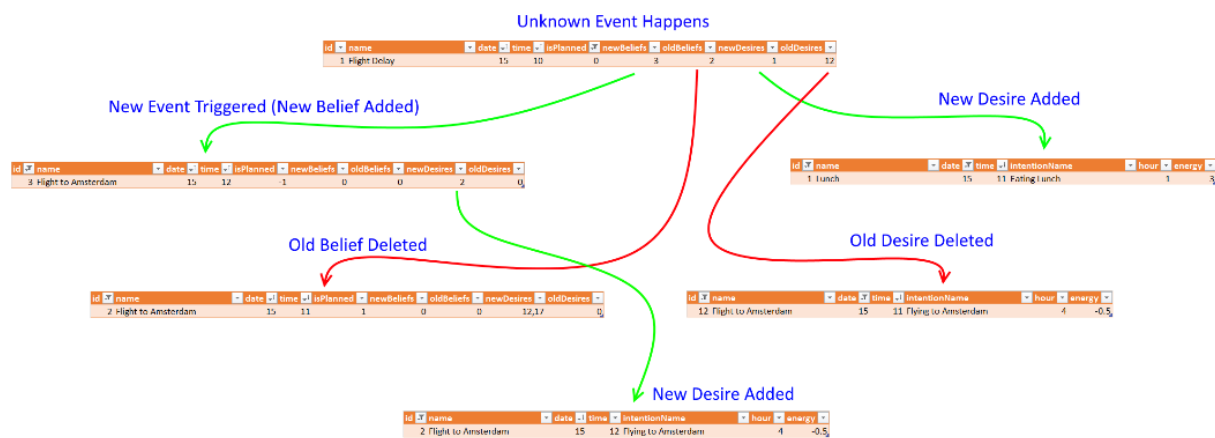 Unknown Event Happens
id name date time isPlanned newBeliefs oldBeliefs newDesires oldDesires
1 Flight Delay 15 10 0 3 2 1 12
New Event Triggered (New Belief Added)
New Desire Added
id name date time isPlanned newBeliefs oldBeliefs newDesires oldDesires
3 Flight to Amsterdam 15 12 -1 0 0 2 0
id name date time intentionName hour energy
1 Lunch 15 11 Eating Lunch 1 3
Old Belief Deleted
Old Desire Deleted
id name date time isPlanned newBeliefs oldBeliefs newDesires oldDesires
2 Flight to Amsterdam 15 11 1 0 0 12,17 0
id name date time intentionName hour energy
12 Flight to Amsterdam 15 11 Flying to Amsterdam 4 -0.5
New Desire Added
id name date time intentionName hour energy
2 Flight to Amsterdam 15 12 Flying to Amsterdam 4 -0.5